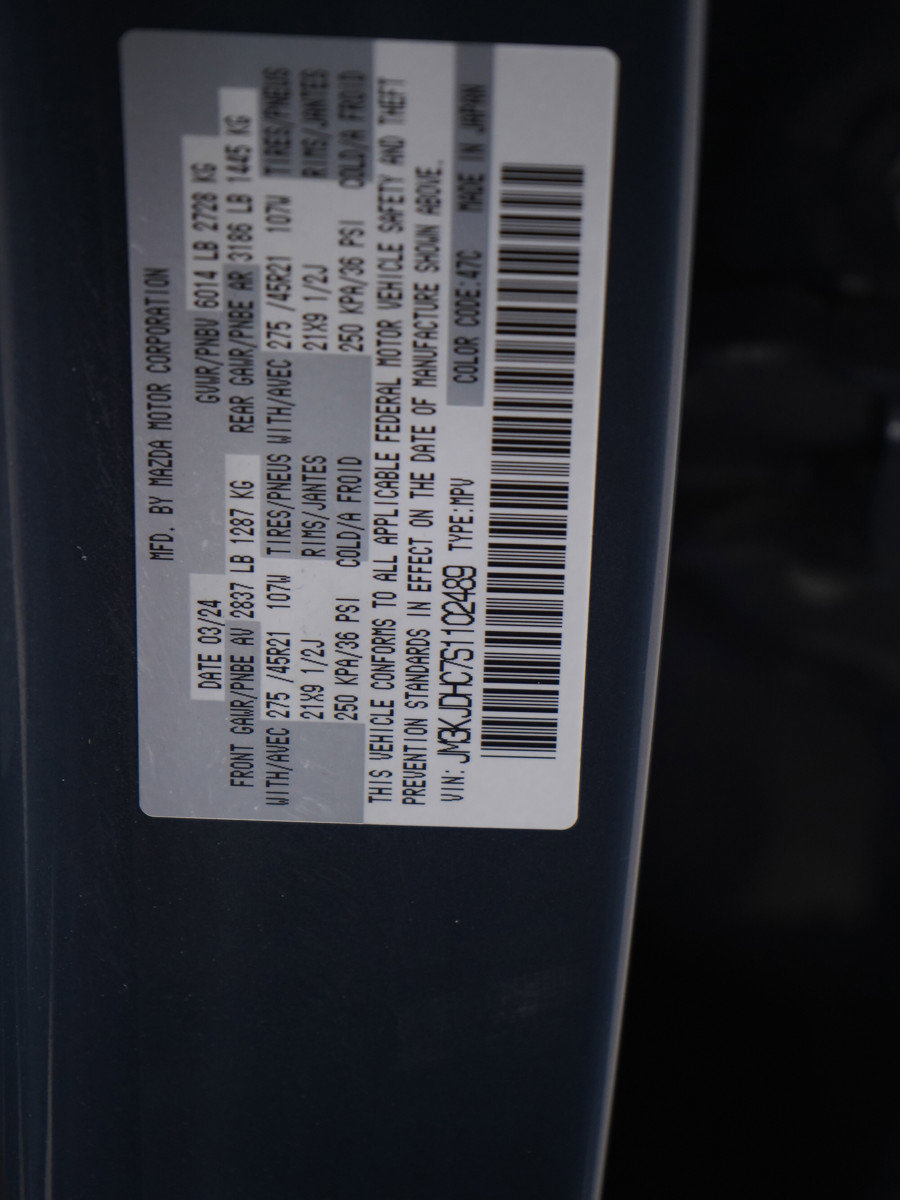 MFD. BY MAZDA MOTOR CORPORATION
DATE 03/24 GVWR/PNBV 6014 LB 2728 KG
FRONT GAWR/PNBE AV 2837 LB 1287 KG REAR GAWR/PNBE AR 3186 LB 1445 KG
WITH/AVEC 275 /45R21 107W TIRES/PNEUS WITH/AVEC 275 /45R21 107W TIRES/PNEUS
21X9 1/2J RIMS/JANTES 21X9 1/2J RIMS/JANTES
250 KPA/36 PSI COLD/A FROID 250 KPA/36 PSI COLD/A FROID
THIS VEHICLE CONFORMS TO ALL APPLICABLE FEDERAL MOTOR VEHICLE SAFETY AND THEFT
PREVENTION STANDARDS IN EFFECT ON THE DATE OF MANUFACTURE SHOWN ABOVE.
VIN: JM3KJDHC7S1102489 TYPE:MPV COLOR CODE:47C MADE IN JAPAN